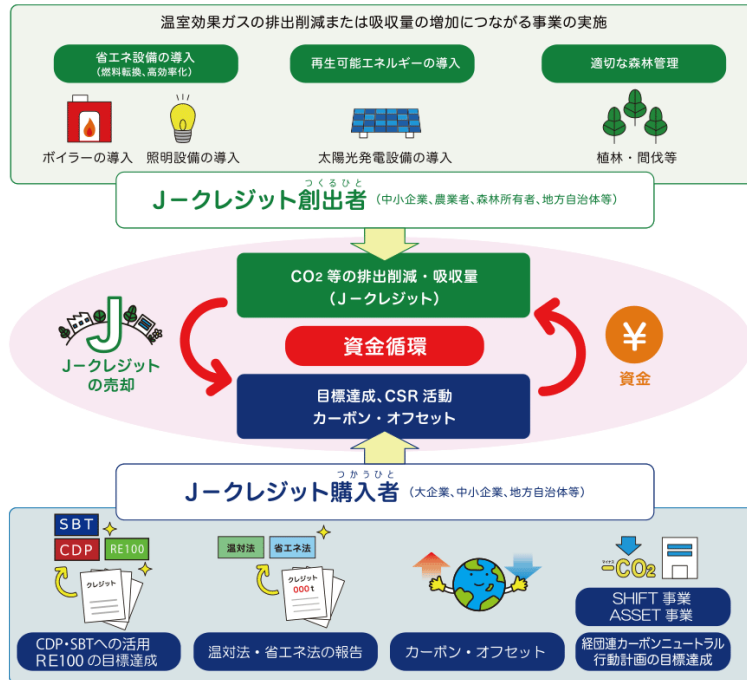 温室効果ガスの排出削減または吸収量の増加につながる事業の実施
省エネ設備の導入
(燃料転換、高効率化)
再生可能エネルギーの導入
適切な森林管理
ボイラーの導入
照明設備の導入
太陽光発電設備の導入
植林・間伐等
つくるひと
Jークレジット創出者(中小企業、農業者、森林所有者、地方自治体等)
CO2 等の排出削減・吸収量
(Jークレジット)
J
Jークレジット
の売却
資金循環
¥
資金
目標達成、CSR 活動
カーボン・オフセット
つかうひと
Jークレジット購入者(大企業、中小企業、地方自治体等)
SBT
CDP
RE100
クレジット
CDP・SBTへの活用
RE100 の目標達成
温対法
省エネ法
クレジット
000t
温対法・省エネ法の報告
カーボン・オフセット
マイナス
-CO2
SHIFT 事業
ASSET 事業
経団連カーボンニュートラル
行動計画の目標達成